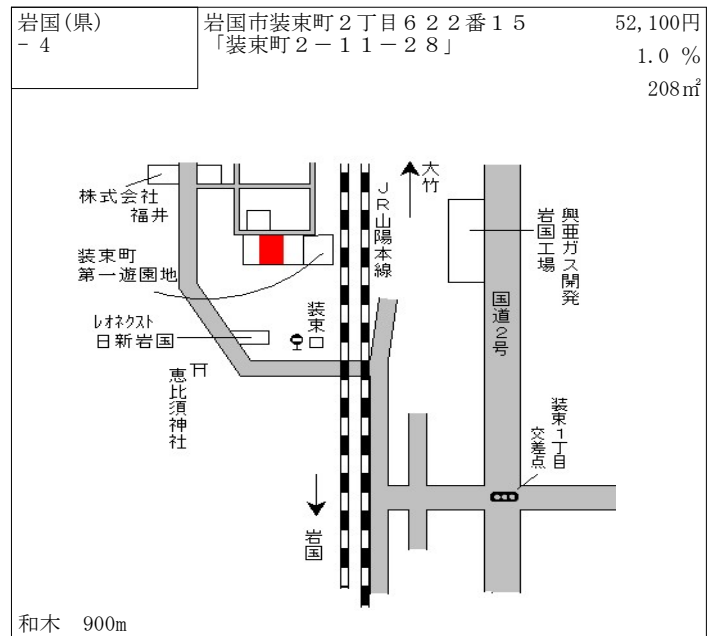 岩国(県)
- 4
岩国市装束町２丁目６２２番１５
「装束町２－１１－２８」
52,100円
1.0 %
208㎡
株式会社
福井
装束町
第一遊園地
ﾚｵﾈｸｽﾄ
日新岩国
恵比須神社
装束
ＪＲ山陽本線
大竹
岩国
興亜ガス開発
岩国工場
国道２号
装束１丁目
交差点
和木　900m